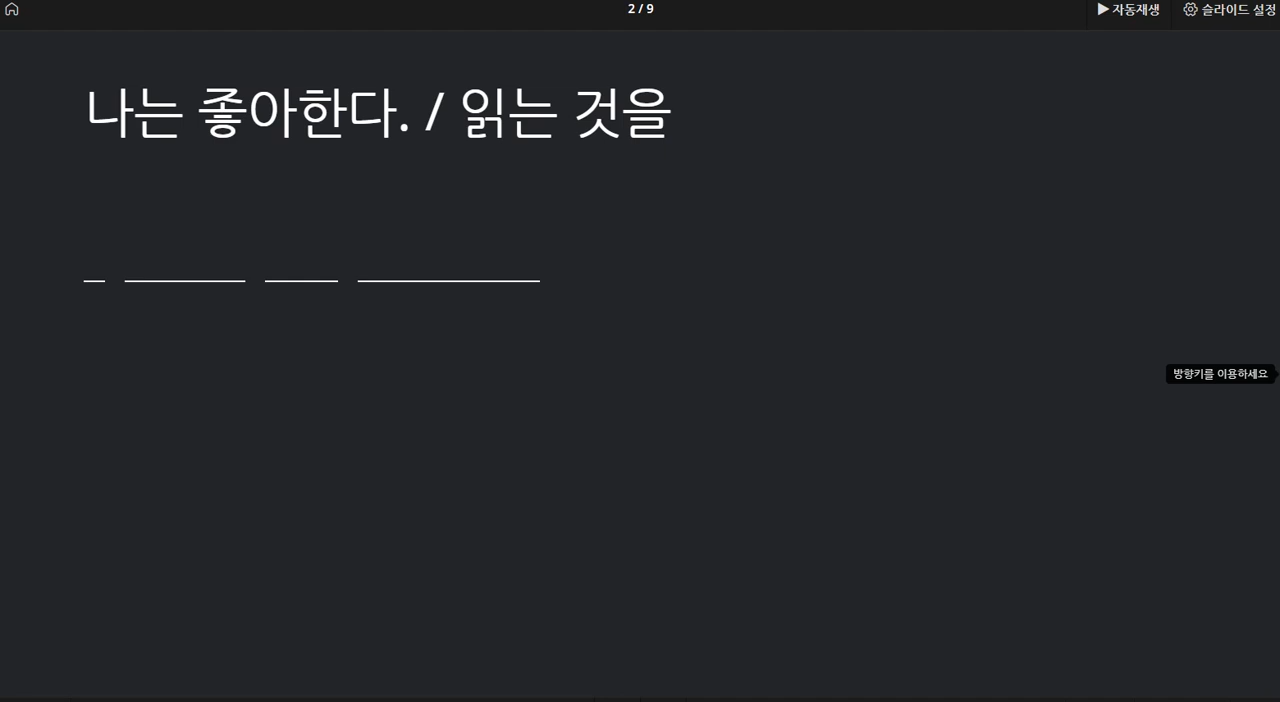 2 / 9
▶ 자동재생
슬라이드 설정
나는 좋아한다. / 읽는 것을
방향키를 이용하세요